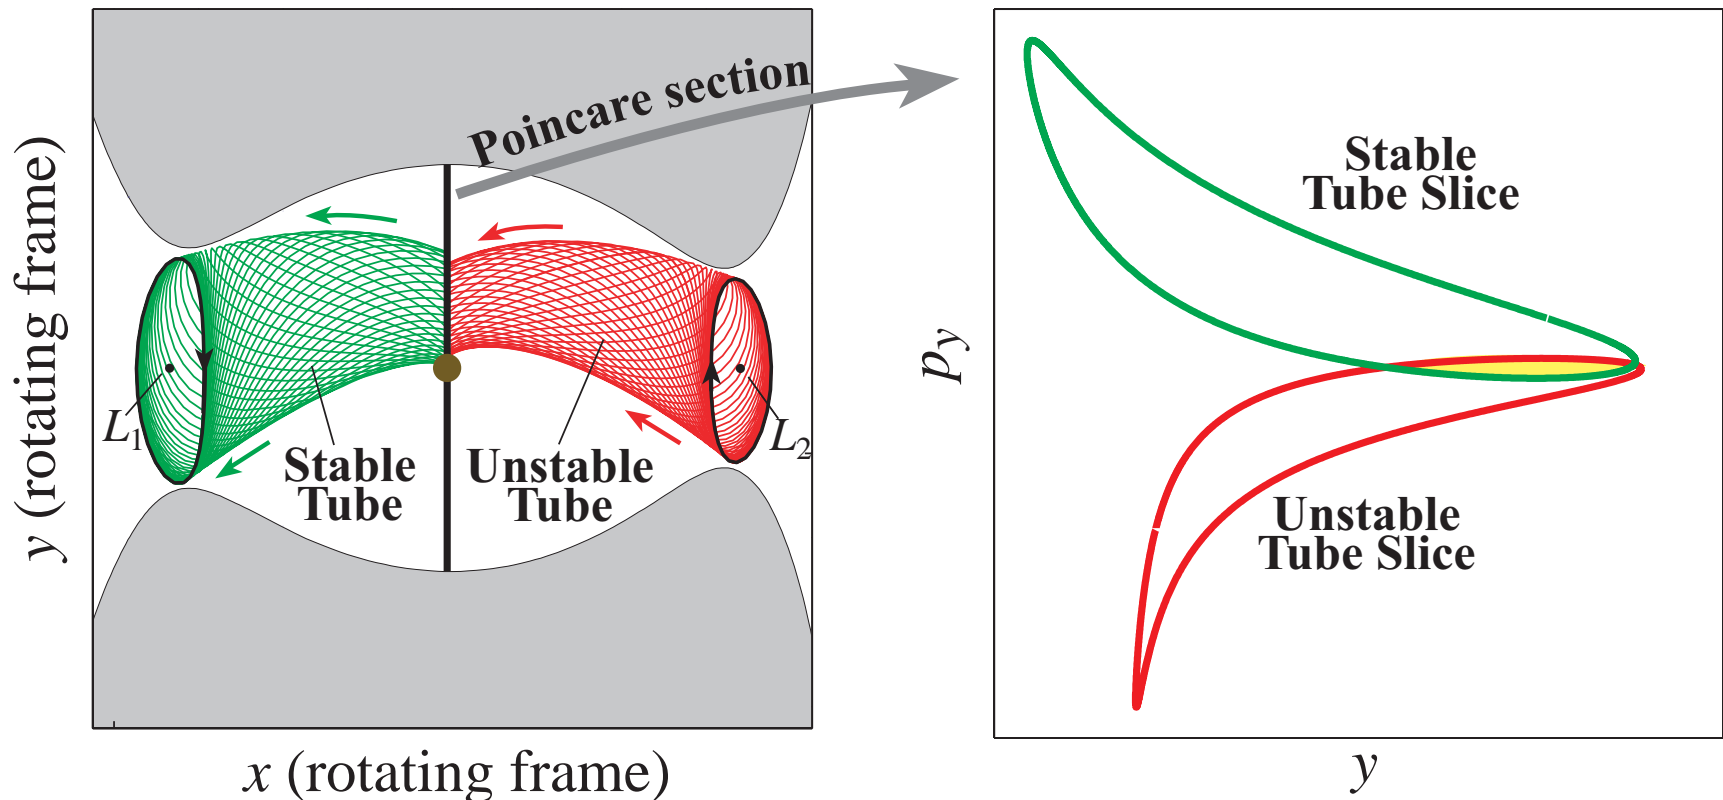 Poincare section
y (rotating frame)
L1
L2
Stable
Tube
Unstable
Tube
x (rotating frame)
Stable
Tube Slice
py
Unstable
Tube Slice
y